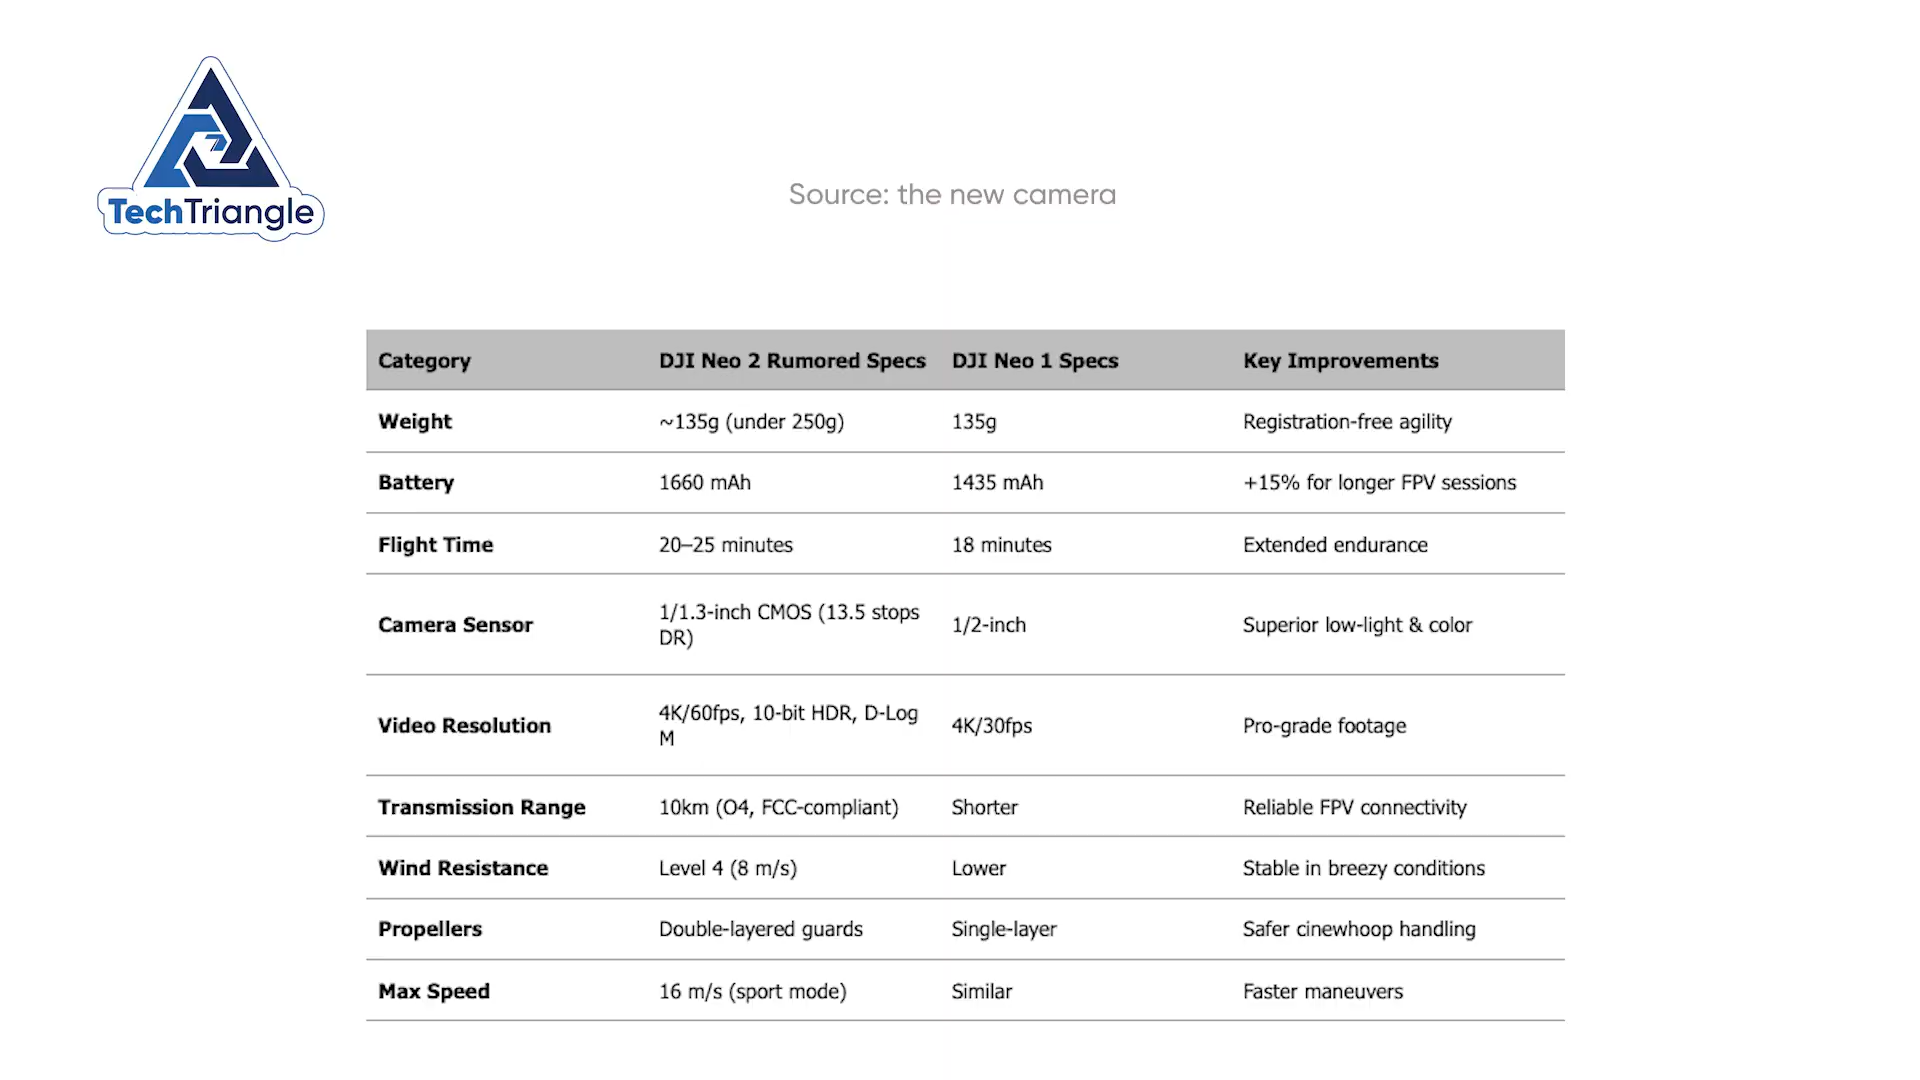 TechTriangle
Source: the new camera
Category DJI Neo 2 Rumored Specs DJI Neo 1 Specs Key Improvements
Weight ~135g (under 250g) 135g Registration-free agility
Battery 1660 mAh 1435 mAh +15% for longer FPV sessions
Flight Time 20–25 minutes 18 minutes Extended endurance
Camera Sensor 1/1.3-inch CMOS (13.5 stops
DR) 1/2-inch Superior low-light & color
Video Resolution 4K/60fps, 10-bit HDR, D-Log
M 4K/30fps Pro-grade footage
Transmission Range 10km (O4, FCC-compliant) Shorter Reliable FPV connectivity
Wind Resistance Level 4 (8 m/s) Lower Stable in breezy conditions
Propellers Double-layered guards Single-layer Safer cinewhoop handling
Max Speed 16 m/s (sport mode) Similar Faster maneuvers